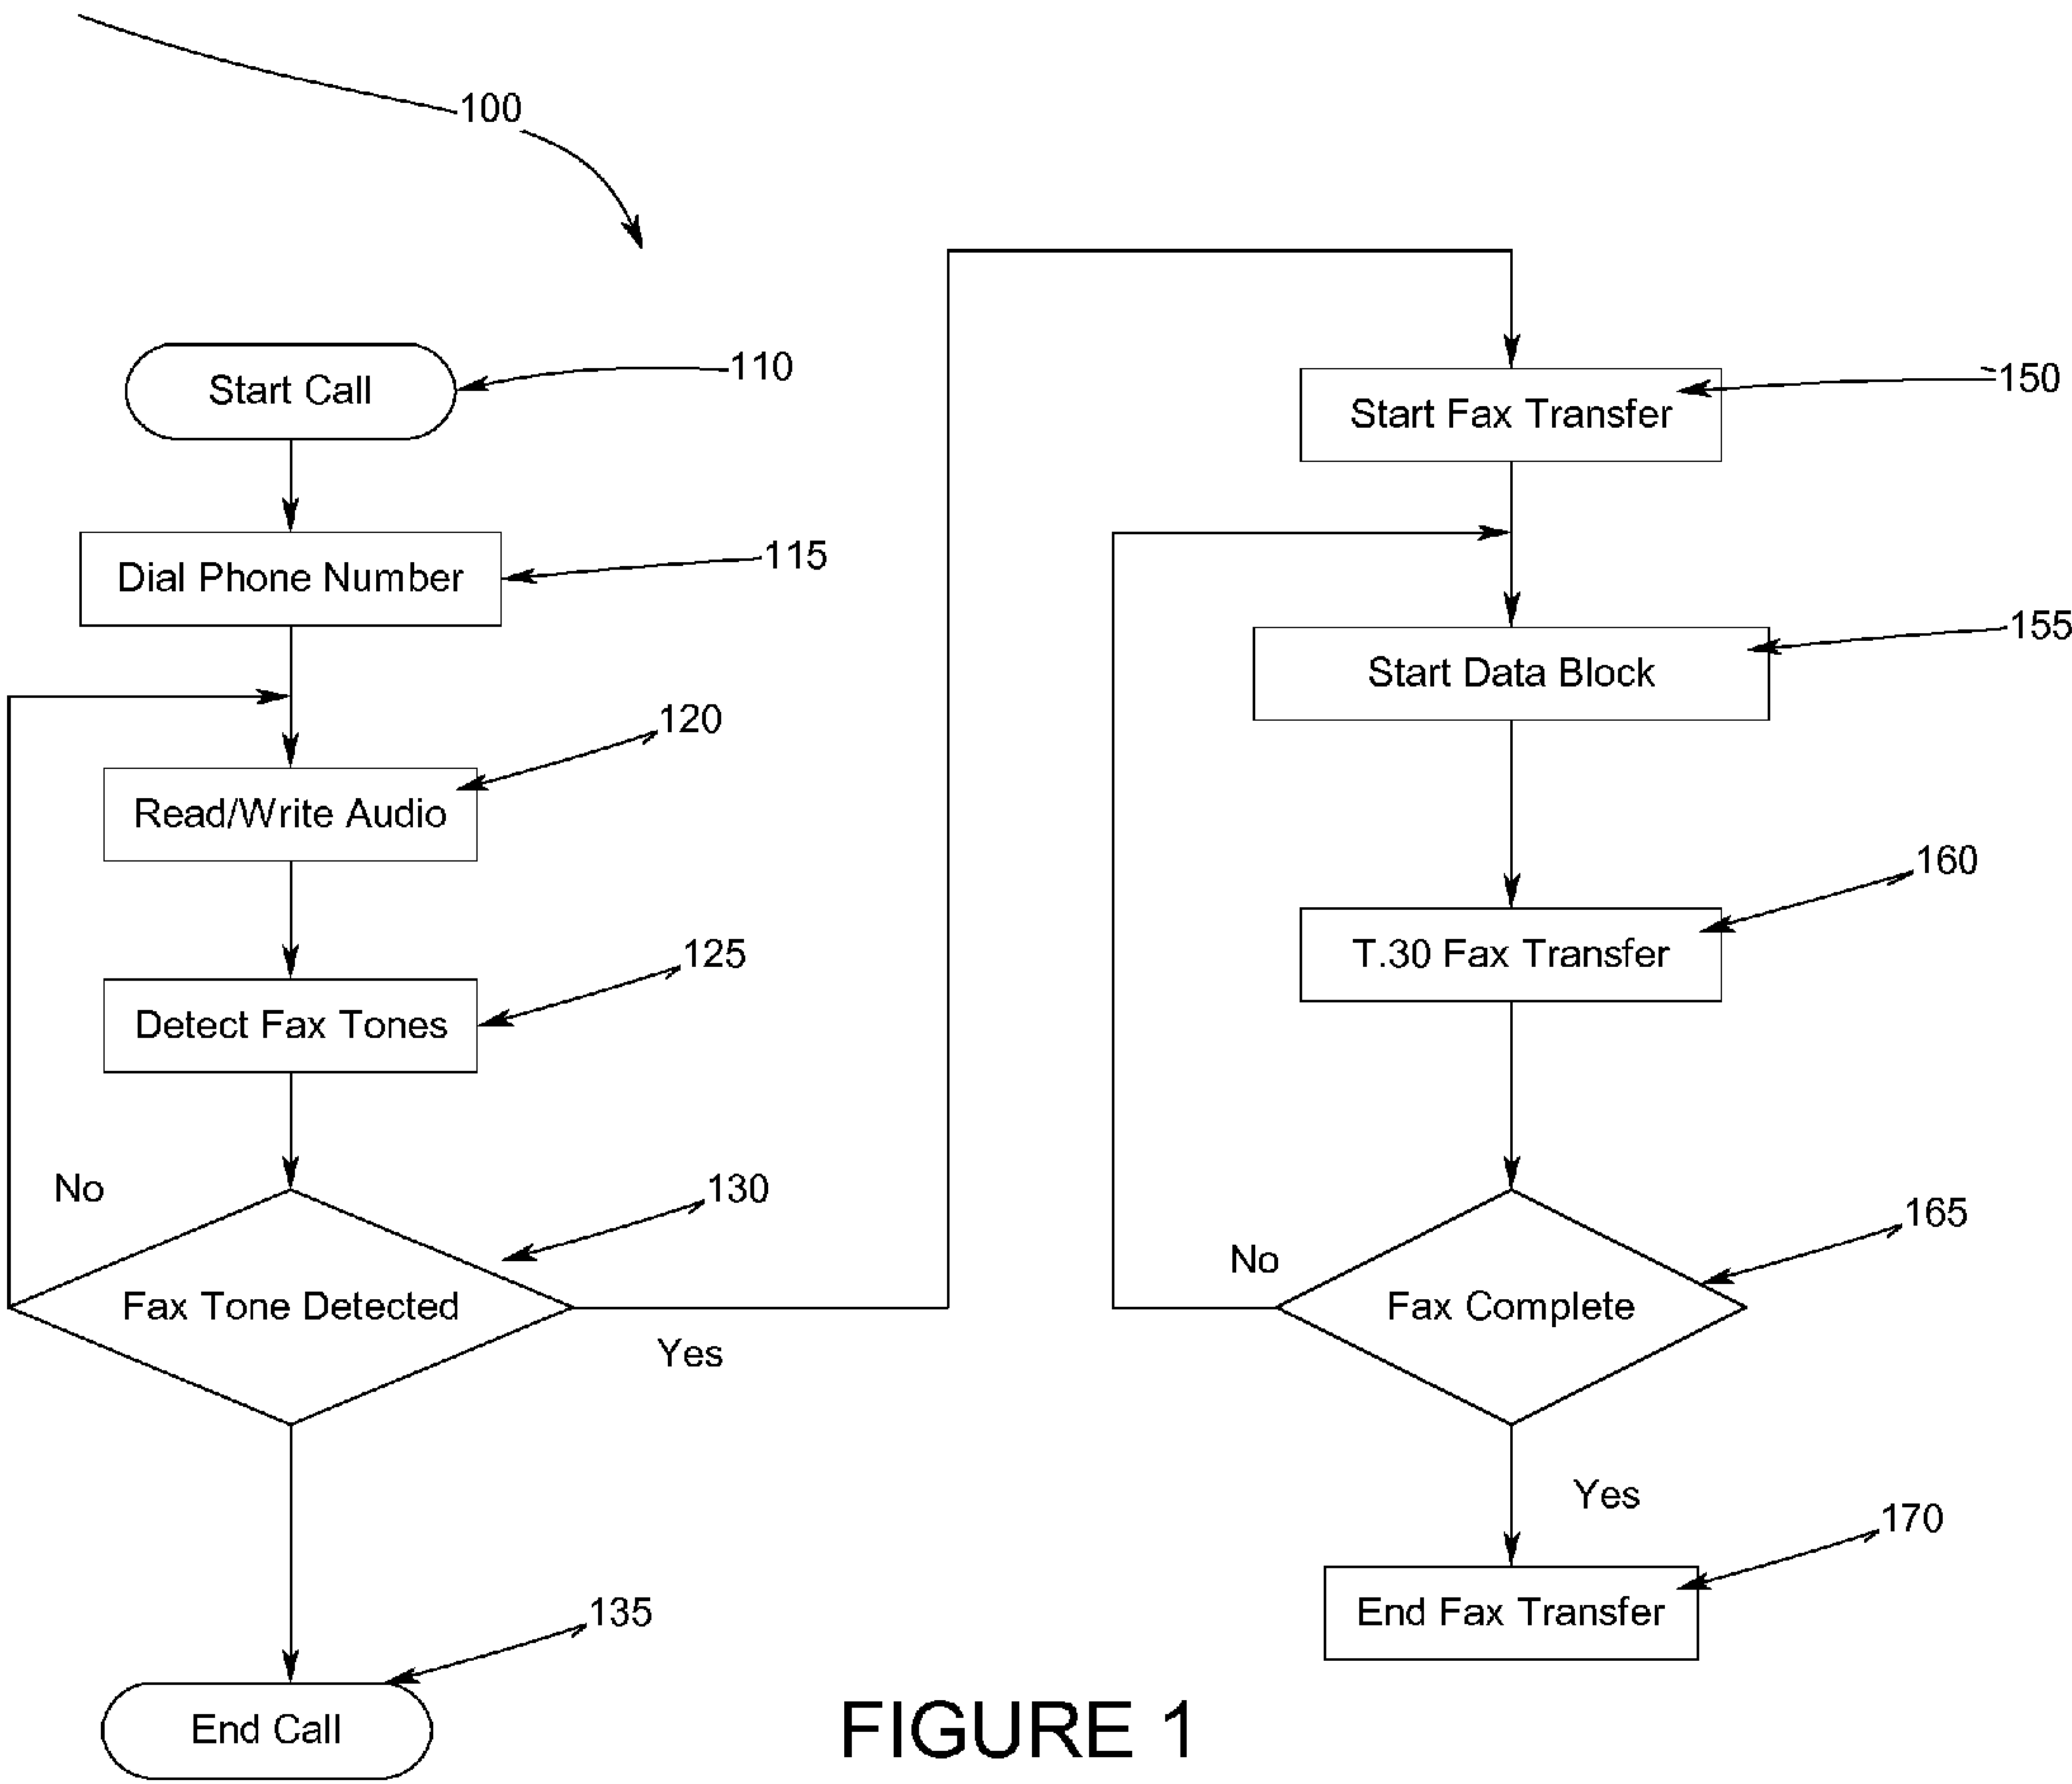 100
Start Call
110
Dial Phone Number
115
Read/Write Audio
120
Detect Fax Tones
125
No
Fax Tone Detected
130
Yes
End Call
135
Start Fax Transfer
150
Start Data Block
155
T.30 Fax Transfer
160
No
Fax Complete
165
Yes
End Fax Transfer
170
FIGURE 1